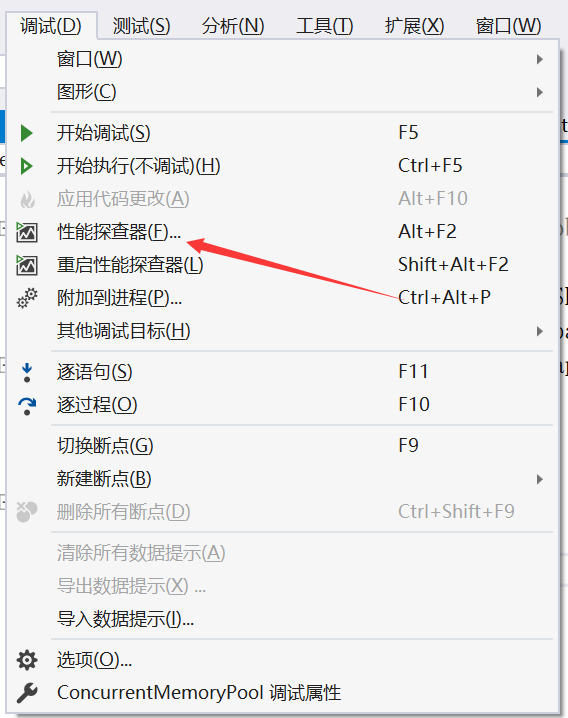 调试(D) 测试(S) 分析(N) 工具(T) 扩展(X) 窗口(W)
窗口(W)
图形(C)
开始调试(S) F5
开始执行(不调试)(H) Ctrl+F5
应用代码更改(A) Alt+F10
性能探查器(F)... Alt+F2
重启性能探查器(L) Shift+Alt+F2
附加到进程(P)... Ctrl+Alt+P
其他调试目标(H)
逐语句(S) F11
逐过程(O) F10
切换断点(G) F9
新建断点(B)
删除所有断点(D) Ctrl+Shift+F9
清除所有数据提示(A)
导出数据提示(X) ...
导入数据提示(I)...
选项(O)...
ConcurrentMemoryPool 调试属性